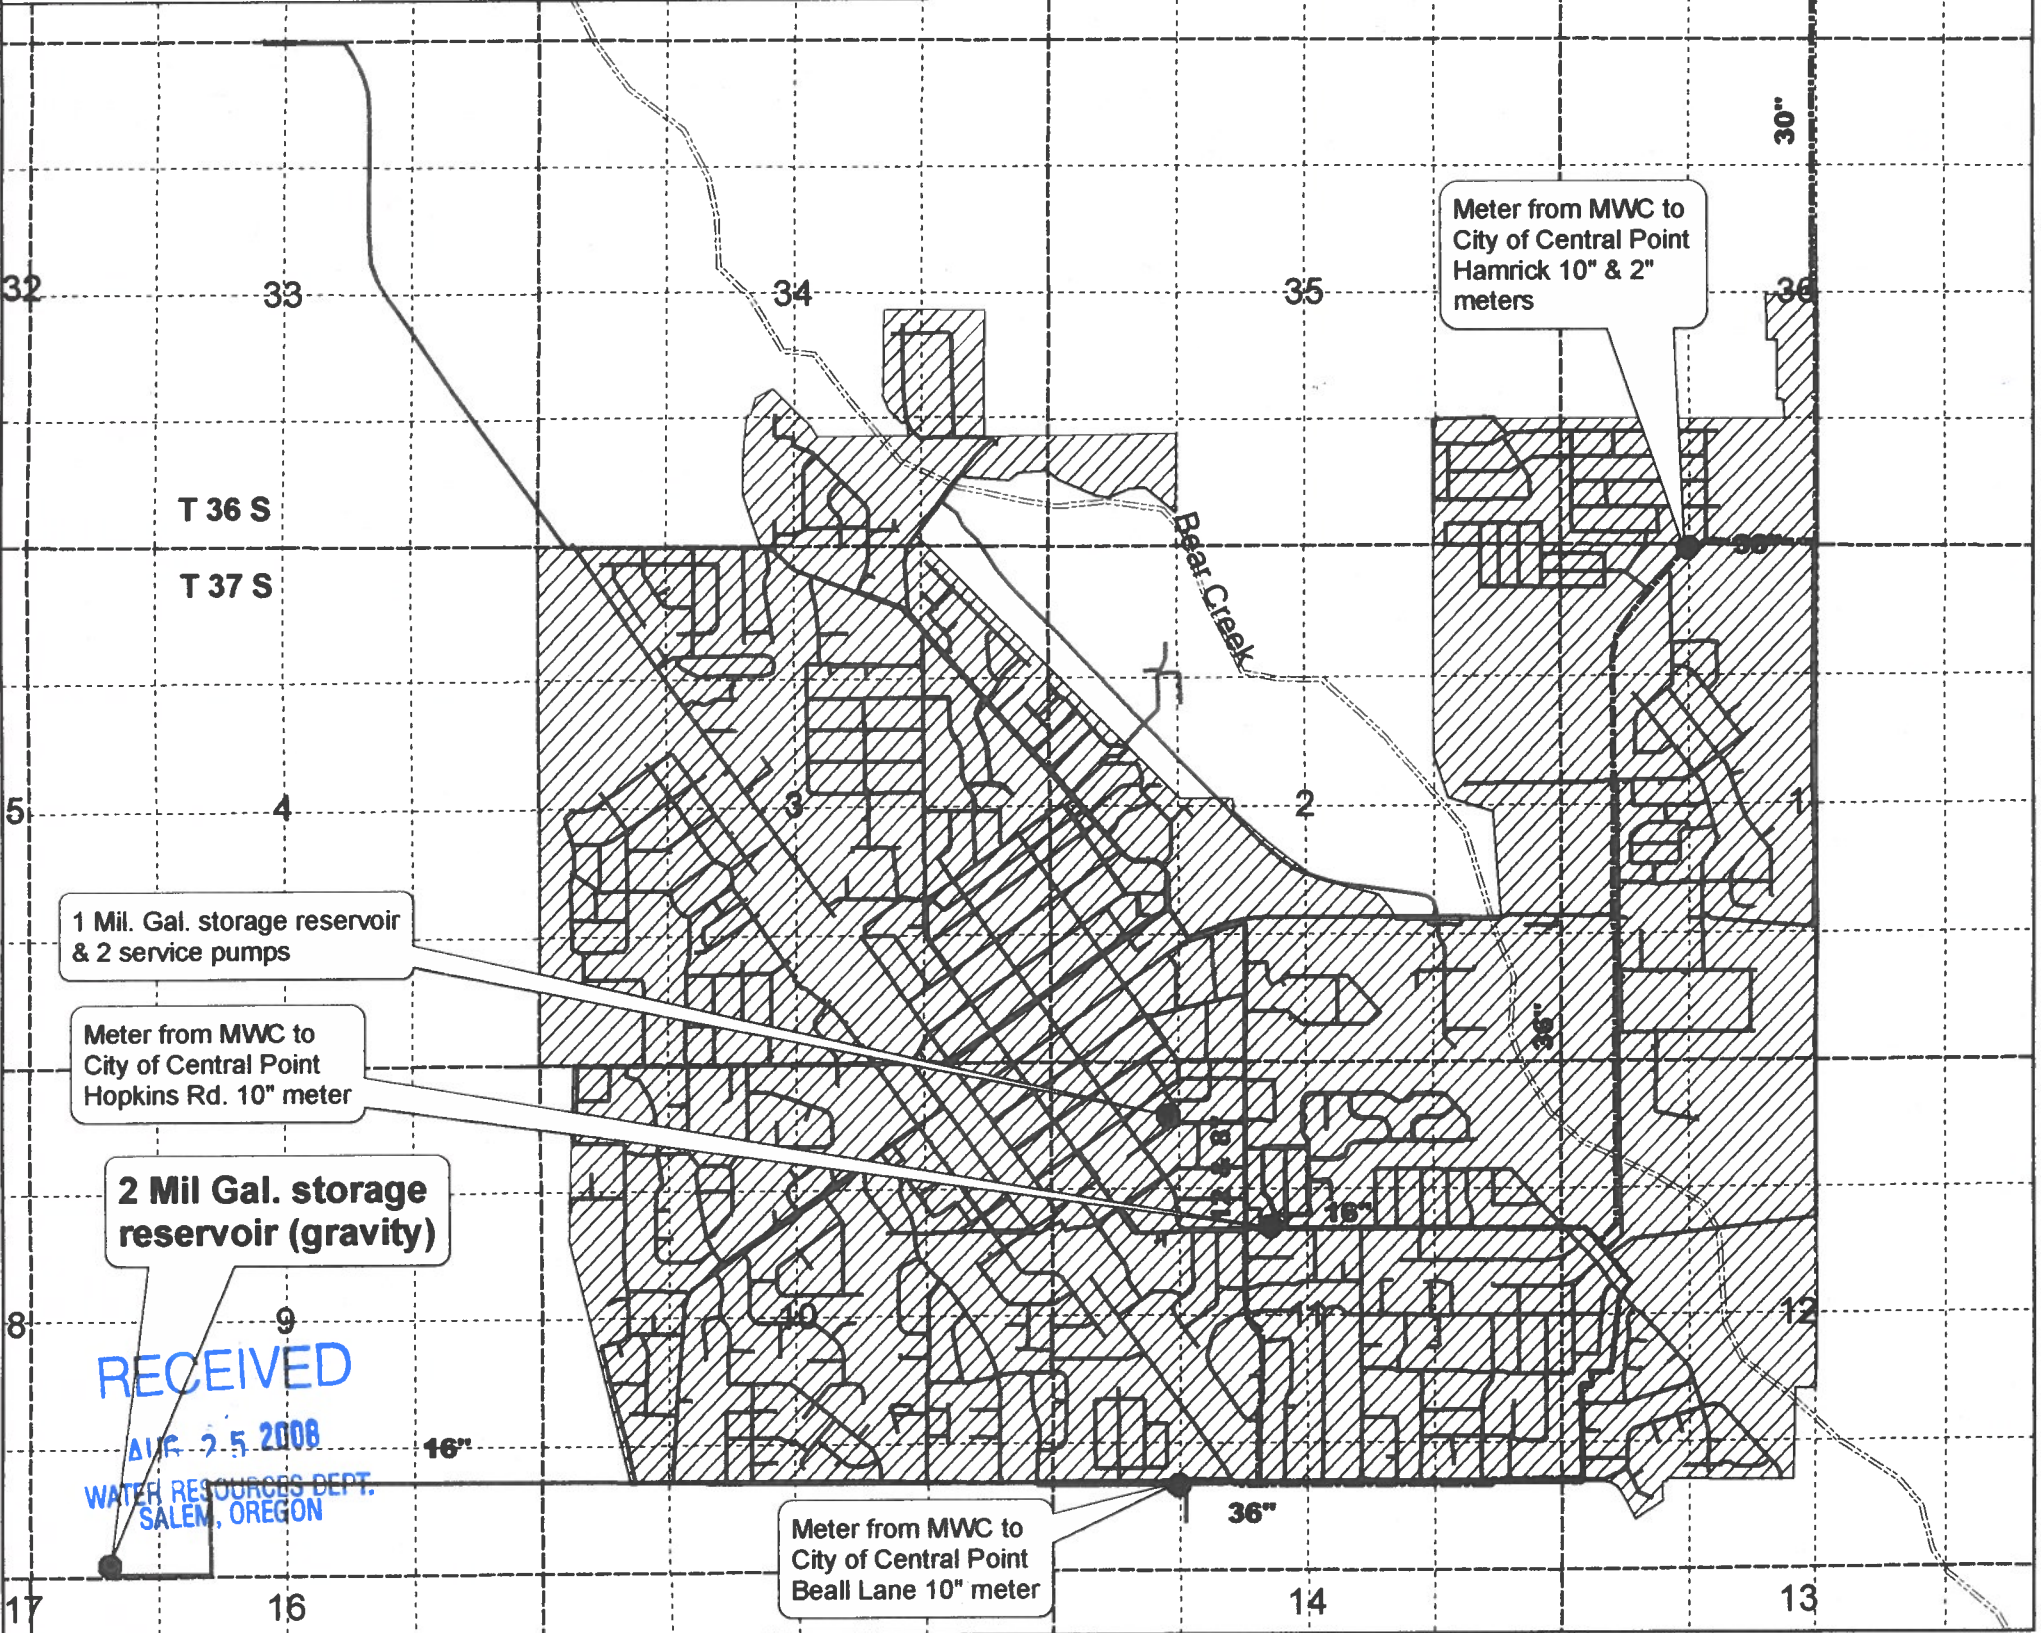 30"
Meter from MWC to
City of Central Point
Hamrick 10" & 2"
meters
32
33
34
35
36
T 36 S
T 37 S
Bear Creek
36"
5
4
3
2
1
1 Mil. Gal. storage reservoir
& 2 service pumps
Meter from MWC to
City of Central Point
Hopkins Rd. 10" meter
36"
12 & 8"
16"
2 Mil Gal. storage
reservoir (gravity)
8
9
10
11
12
RECEIVED
AUG 25 2008
WATER RESOURCES DEPT.
SALEM, OREGON
16"
36"
Meter from MWC to
City of Central Point
Beall Lane 10" meter
17
16
14
13